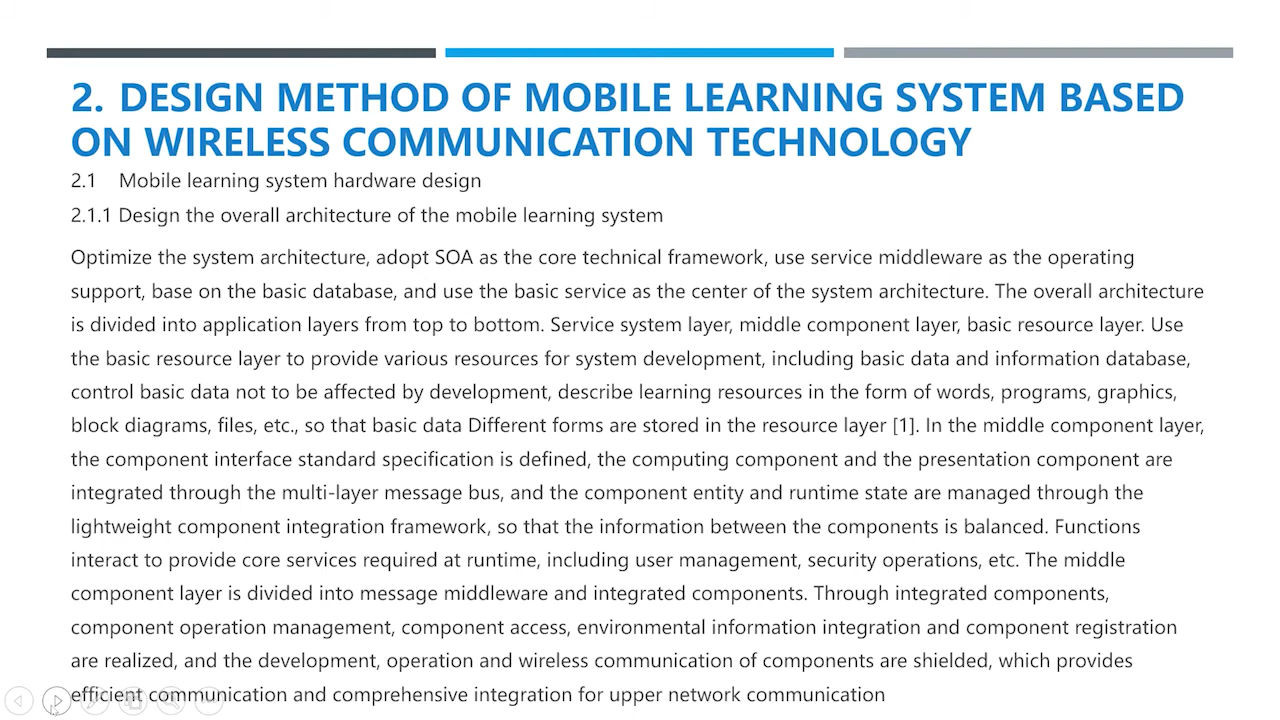 2. DESIGN METHOD OF MOBILE LEARNING SYSTEM BASED
ON WIRELESS COMMUNICATION TECHNOLOGY
2.1 Mobile learning system hardware design
2.1.1 Design the overall architecture of the mobile learning system
Optimize the system architecture, adopt SOA as the core technical framework, use service middleware as the operating
support, base on the basic database, and use the basic service as the center of the system architecture. The overall architecture
is divided into application layers from top to bottom. Service system layer, middle component layer, basic resource layer. Use
the basic resource layer to provide various resources for system development, including basic data and information database,
control basic data not to be affected by development, describe learning resources in the form of words, programs, graphics,
block diagrams, files, etc., so that basic data Different forms are stored in the resource layer [1]. In the middle component layer,
the component interface standard specification is defined, the computing component and the presentation component are
integrated through the multi-layer message bus, and the component entity and runtime state are managed through the
lightweight component integration framework, so that the information between the components is balanced. Functions
interact to provide core services required at runtime, including user management, security operations, etc. The middle
component layer is divided into message middleware and integrated components. Through integrated components,
component operation management, component access, environmental information integration and component registration
are realized, and the development, operation and wireless communication of components are shielded, which provides
efficient communication and comprehensive integration for upper network communication